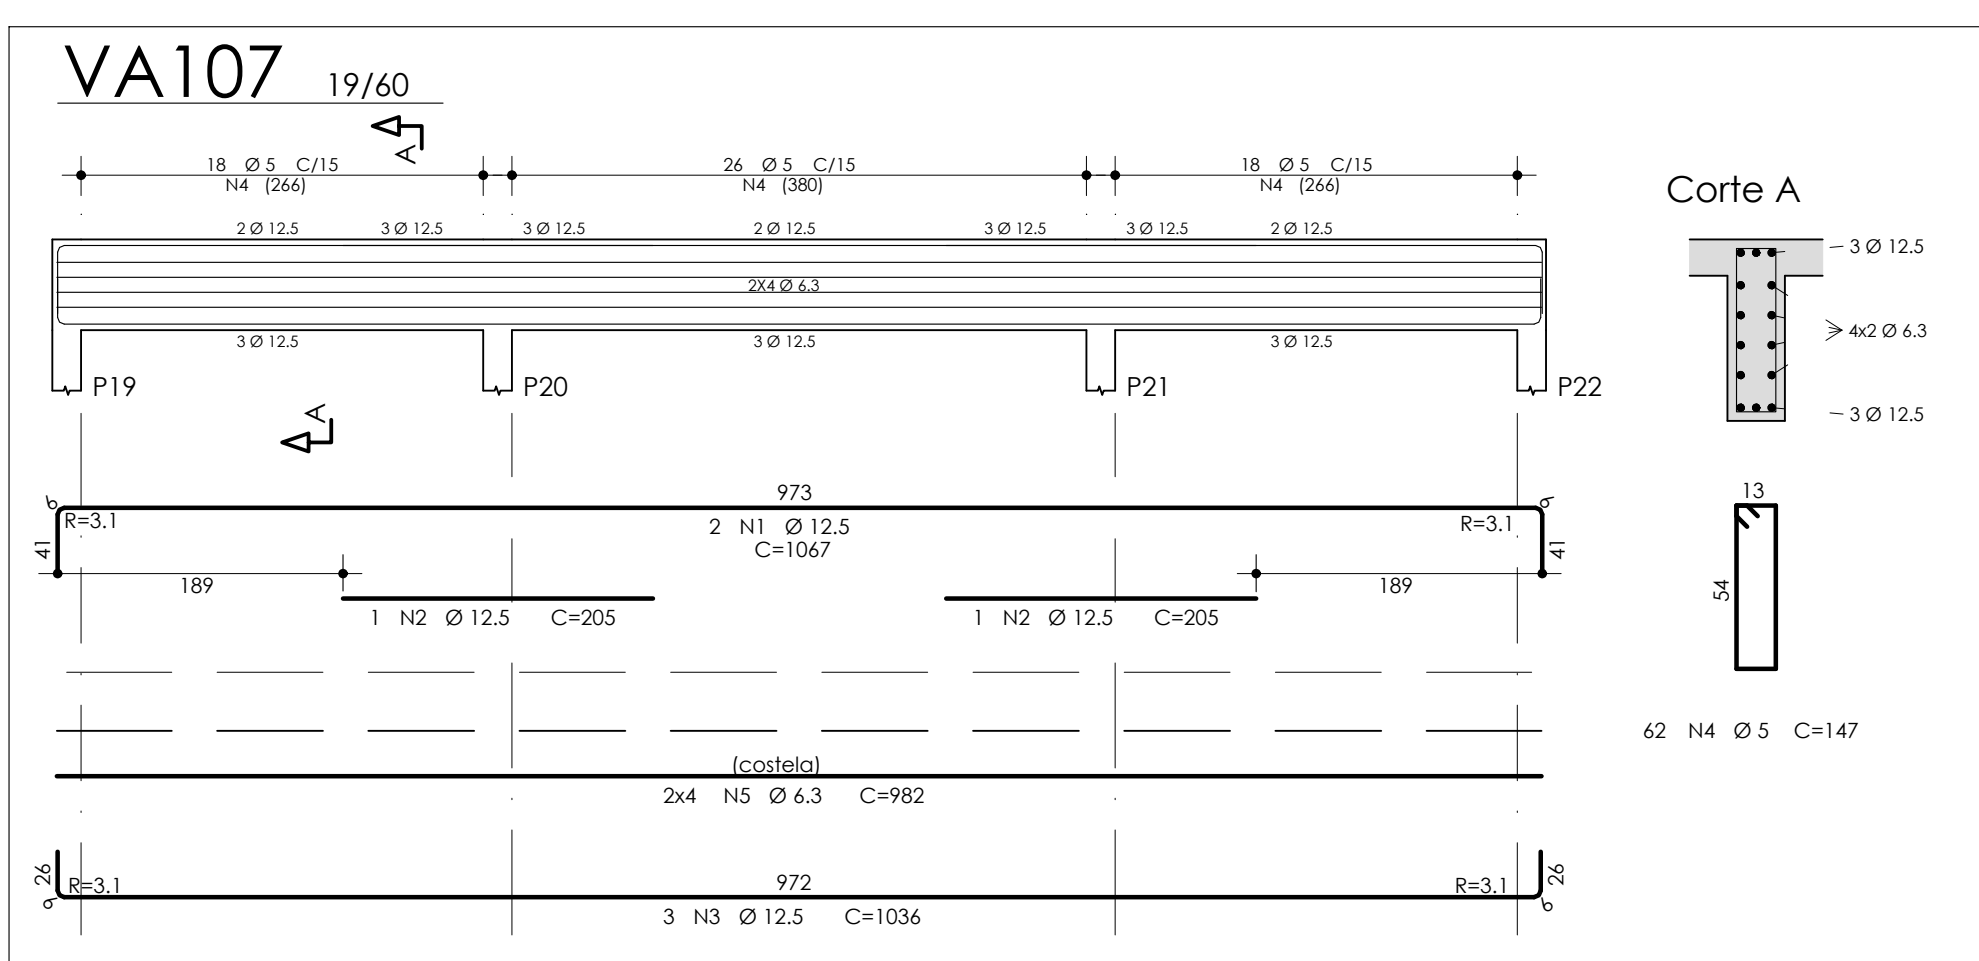 VA107 19/60
A
18 Ø 5 C/15 26 Ø 5 C/15 18 Ø 5 C/15
N4 (266) N4 (380) N4 (266)
Corte A
2 Ø 12.5 3 Ø 12.5 3 Ø 12.5 2 Ø 12.5 3 Ø 12.5 3 Ø 12.5 2 Ø 12.5
3 Ø 12.5
2X4 Ø 6.3
4x2 Ø 6.3
3 Ø 12.5 3 Ø 12.5 3 Ø 12.5
P19 P20 P21 P22
A
3 Ø 12.5
973
9 R=3.1 R=3.1 9
2 N1 Ø 12.5
C=1067
41 41
189 189
1 N2 Ø 12.5 C=205 1 N2 Ø 12.5 C=205
13
54
62 N4 Ø 5 C=147
(costela)
2x4 N5 Ø 6.3 C=982
26 R=3.1 972 R=3.1 26
9 9
3 N3 Ø 12.5 C=1036